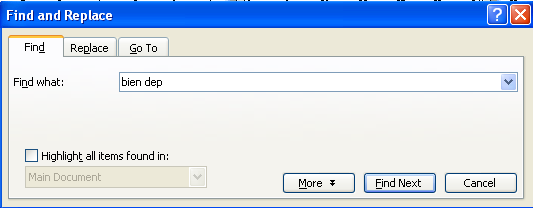 Find and Replace
Find Replace Go To
Find what: bien dep
Highlight all items found in:
Main Document
More Find Next Cancel